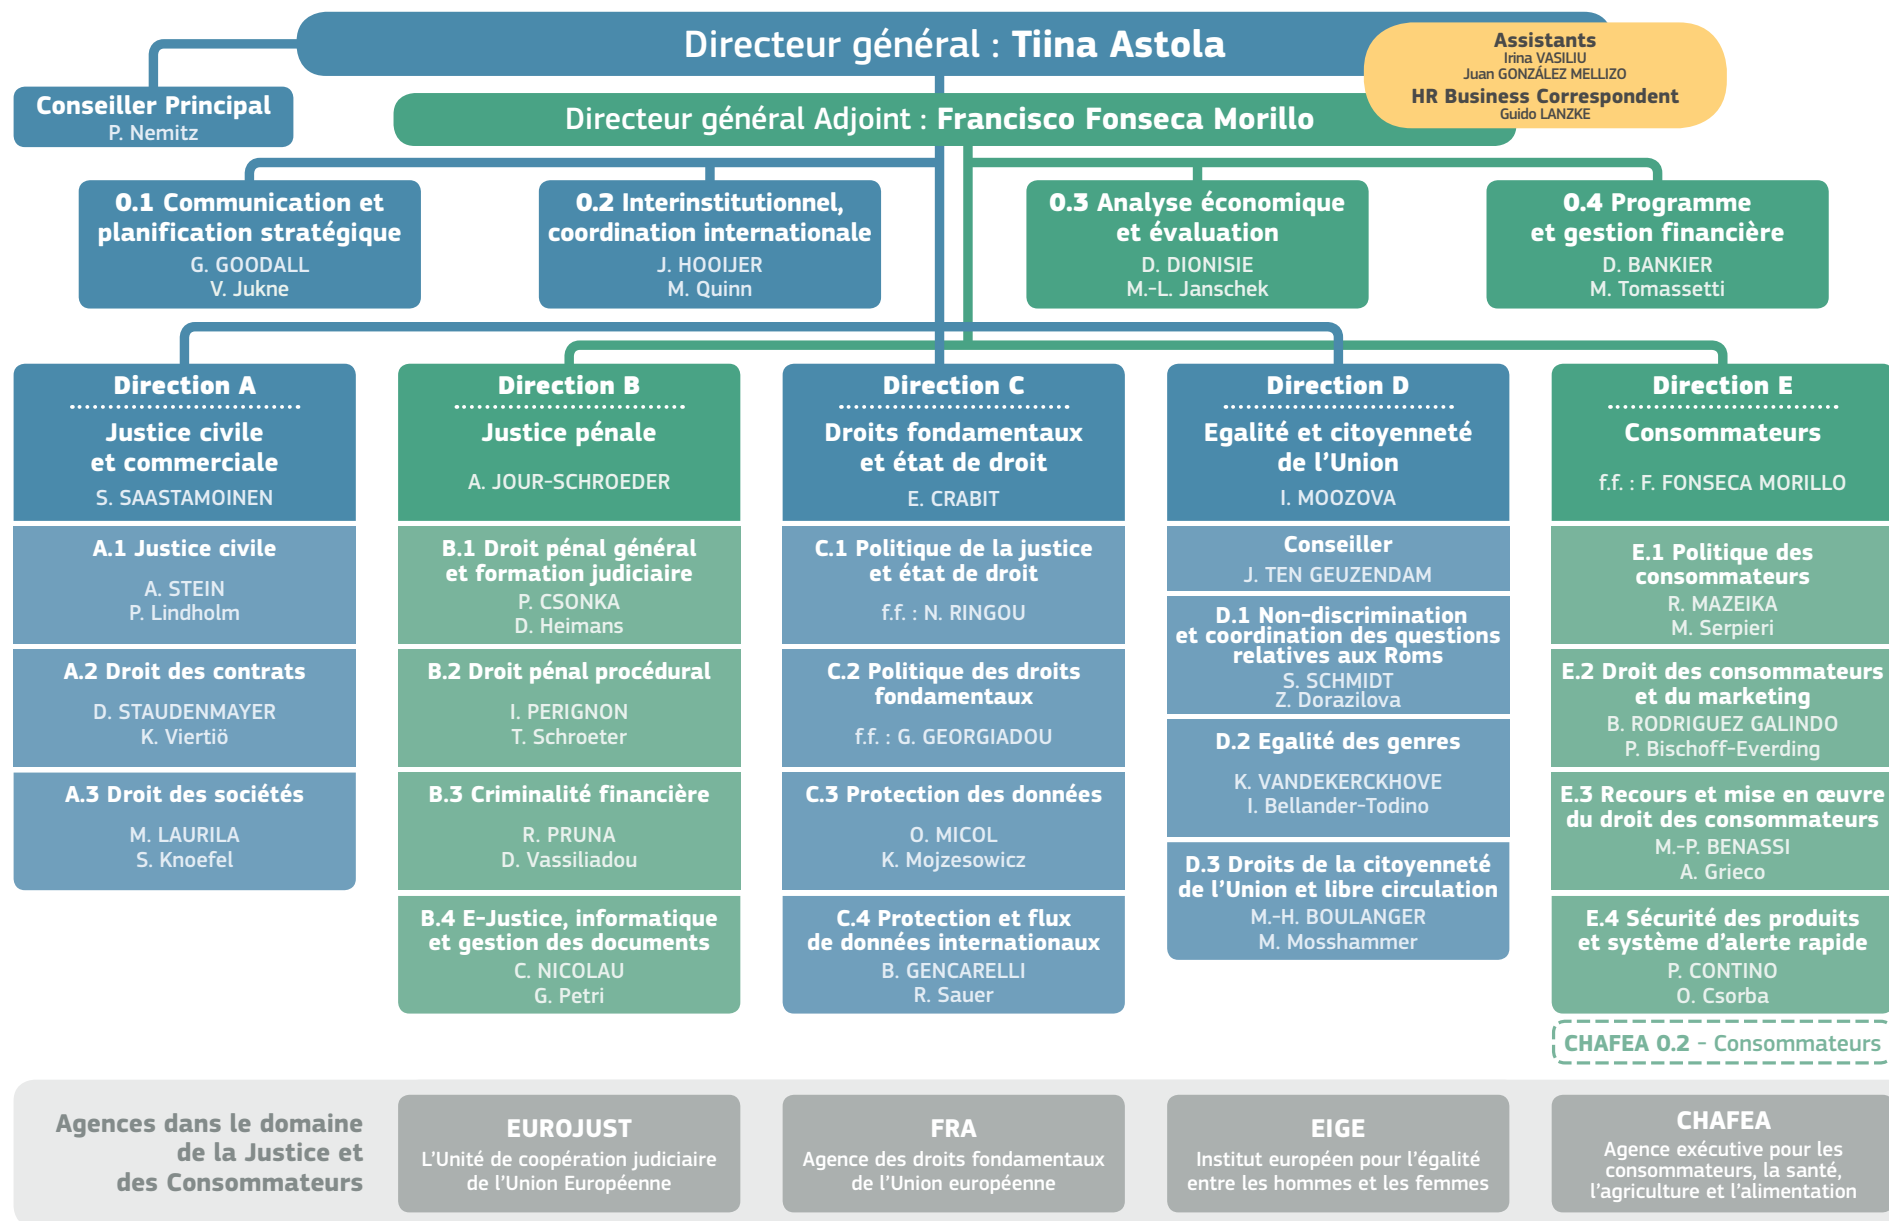 Directeur général : Tiina Astola
Assistants
Irina VASILIU
Juan GONZÁLEZ MELLIZO
HR Business Correspondent
Guido LANZKE
Conseiller Principal
P. Nemitz
Directeur général Adjoint : Francisco Fonseca Morillo
0.1 Communication et
planification stratégique
G. GOODALL
V. Jukne
0.2 Interinstitutionnel,
coordination internationale
J. HOOIJER
M. Quinn
0.3 Analyse économique
et évaluation
D. DIONISIE
M.-L. Janschek
0.4 Programme
et gestion financière
D. BANKIER
M. Tomassetti
Direction A
Justice civile
et commerciale
S. SAASTAMOINEN
A.1 Justice civile
A. STEIN
P. Lindholm
A.2 Droit des contrats
D. STAUDENMAYER
K. Viertiö
A.3 Droit des sociétés
M. LAURILA
S. Knoefel
Direction B
Justice pénale
A. JOUR-SCHROEDER
B.1 Droit pénal général
et formation judiciaire
P. CSONKA
D. Heimans
B.2 Droit pénal procédural
I. PERIGNON
T. Schroeter
B.3 Criminalité financière
R. PRUNA
D. Vassiliadou
B.4 E-Justice, informatique
et gestion des documents
C. NICOLAU
G. Petri
Direction C
Droits fondamentaux
et état de droit
E. CRABIT
C.1 Politique de la justice
et état de droit
f.f. : N. RINGOU
C.2 Politique des droits
fondamentaux
f.f. : G. GEORGIADOU
C.3 Protection des données
O. MICOL
K. Mojzesowicz
C.4 Protection et flux
de données internationaux
B. GENCARELLI
R. Sauer
Direction D
Egalité et citoyenneté
de l'Union
I. MOOZOVA
Conseiller
J. TEN GEUZENDAM
D.1 Non-discrimination
et coordination des questions
relatives aux Roms
S. SCHMIDT
Z. Dorazilova
D.2 Egalité des genres
K. VANDEKERCKHOVE
I. Bellander-Todino
D.3 Droits de la citoyenneté
de l'Union et libre circulation
M.-H. BOULANGER
M. Mosshammer
Direction E
Consommateurs
f.f. : F. FONSECA MORILLO
E.1 Politique des
consommateurs
R. MAZEIKA
M. Serpieri
E.2 Droit des consommateurs
et du marketing
B. RODRIGUEZ GALINDO
P. Bischoff-Everding
E.3 Recours et mise en œuvre
du droit des consommateurs
M.-P. BENASSI
A. Grieco
E.4 Sécurité des produits
et système d'alerte rapide
P. CONTINO
O. Csorba
CHAFEA 0.2 - Consommateurs
Agences dans le domaine
de la Justice et
des Consommateurs
EUROJUST
L'Unité de coopération judiciaire
de l'Union Européenne
FRA
Agence des droits fondamentaux
de l'Union européenne
EIGE
Institut européen pour l'égalité
entre les hommes et les femmes
CHAFEA
Agence exécutive pour les
consommateurs, la santé,
l'agriculture et l'alimentation